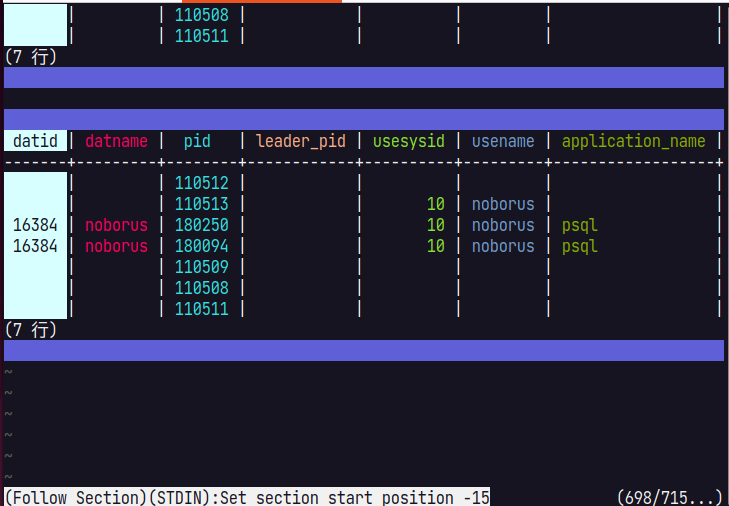 | | 110508 | | | | |
| | 110511 | | | | |
(7 行)
datid | datname | pid | leader_pid | usesysid | usename | application_name |
-------+---------+--------+------------+----------+---------+------------------+
| | 110512 | | | | |
| | 110513 | | 10 | noborus | |
16384 | noborus | 180250 | | 10 | noborus | psql |
16384 | noborus | 180094 | | 10 | noborus | psql |
| | 110509 | | | | |
| | 110508 | | | | |
| | 110511 | | | | |
(7 行)
~
~
~
~
~
~
(Follow Section)(STDIN):Set section start position -15 (698/715...)